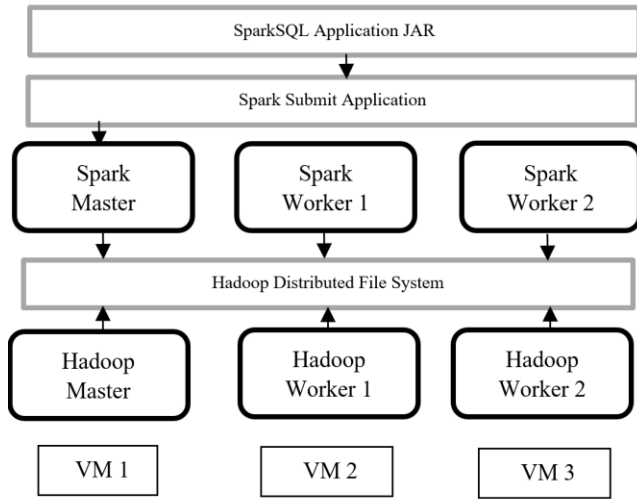 SparkSQL Application JAR
Spark Submit Application
Spark
Master
Spark
Worker 1
Spark
Worker 2
Hadoop Distributed File System
Hadoop
Master
Hadoop
Worker 1
Hadoop
Worker 2
VM 1
VM 2
VM 3